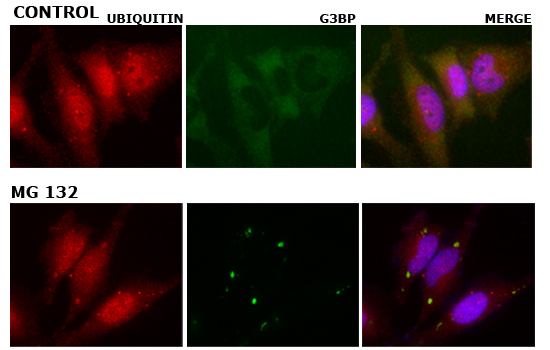 CONTROL UBIQUITIN G3BP MERGE
MG 132